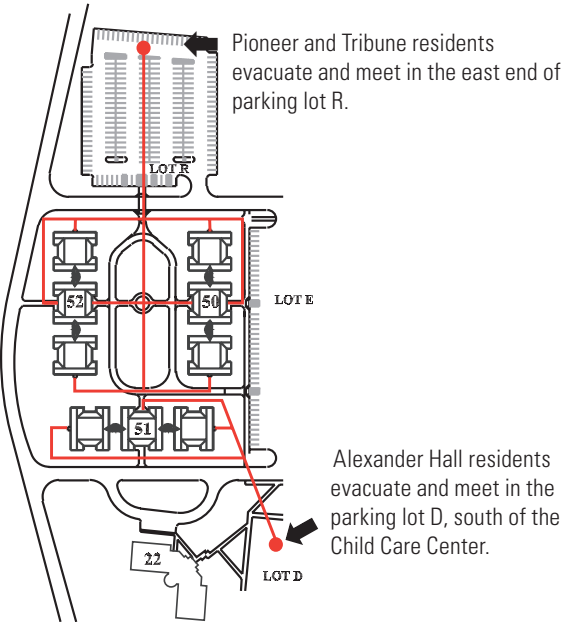 Pioneer and Tribune residents
evacuate and meet in the east end of
parking lot R.
LOT R
52
50
LOT E
51
Alexander Hall residents
evacuate and meet in the
parking lot D, south of the
Child Care Center.
22
LOT D